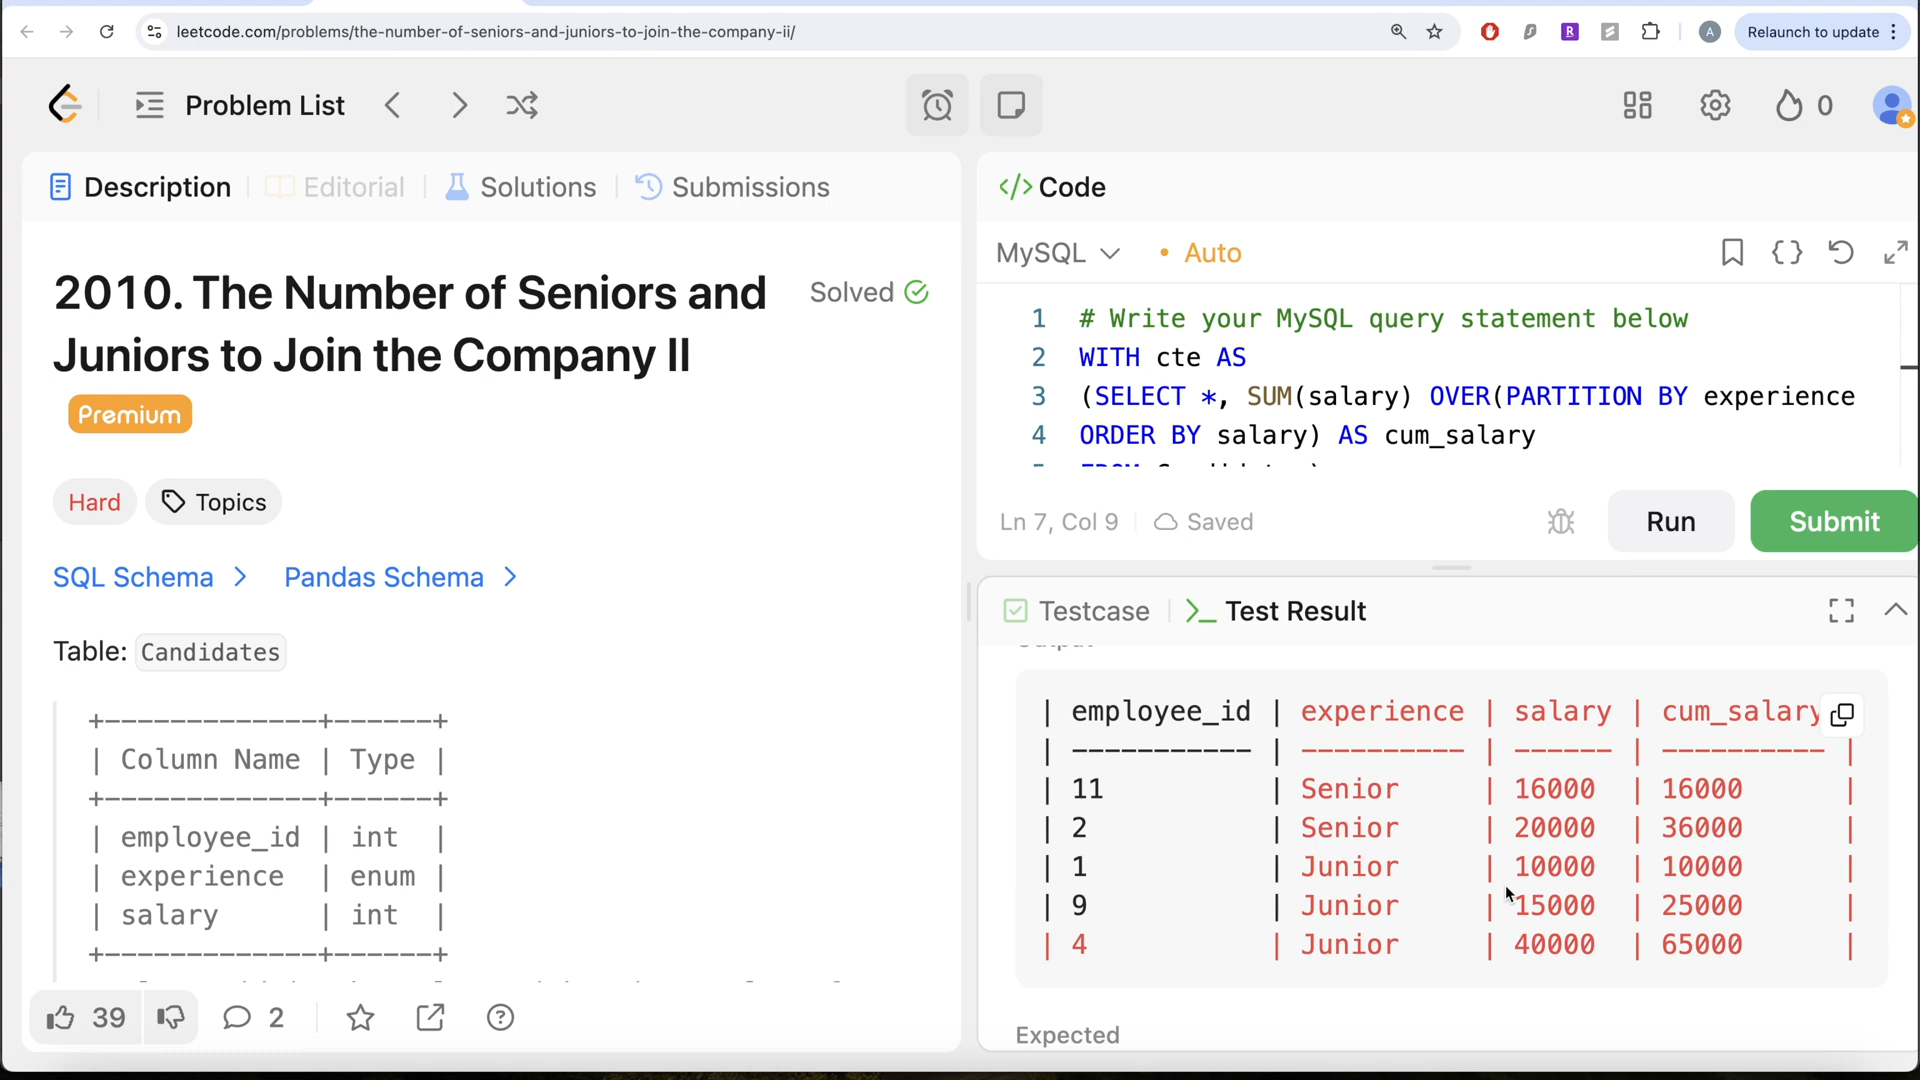 leetcode.com/problems/the-number-of-seniors-and-juniors-to-join-the-company-ii/
R
A
Relaunch to update
Problem List
0
Description
Editorial
Solutions
Submissions
2010. The Number of Seniors and
Juniors to Join the Company II
Solved
Premium
Hard
Topics
SQL Schema >
Pandas Schema >
Table: Candidates
+-------------+------+
| Column Name | Type |
+-------------+------+
| employee_id | int  |
| experience  | enum |
| salary      | int  |
+-------------+------+
39
2
</> Code
MySQL
• Auto
1 # Write your MySQL query statement below
2 WITH cte AS
3 (SELECT *, SUM(salary) OVER(PARTITION BY experience
4 ORDER BY salary) AS cum_salary
Ln 7, Col 9
Saved
Run
Submit
Testcase
>_ Test Result
| employee_id | experience | salary | cum_salary
| ----------- | ---------- | ------ | ---------- |
| 11          | Senior     | 16000  | 16000      |
| 2           | Senior     | 20000  | 36000      |
| 1           | Junior     | 10000  | 10000      |
| 9           | Junior     | 15000  | 25000      |
| 4           | Junior     | 40000  | 65000      |
Expected